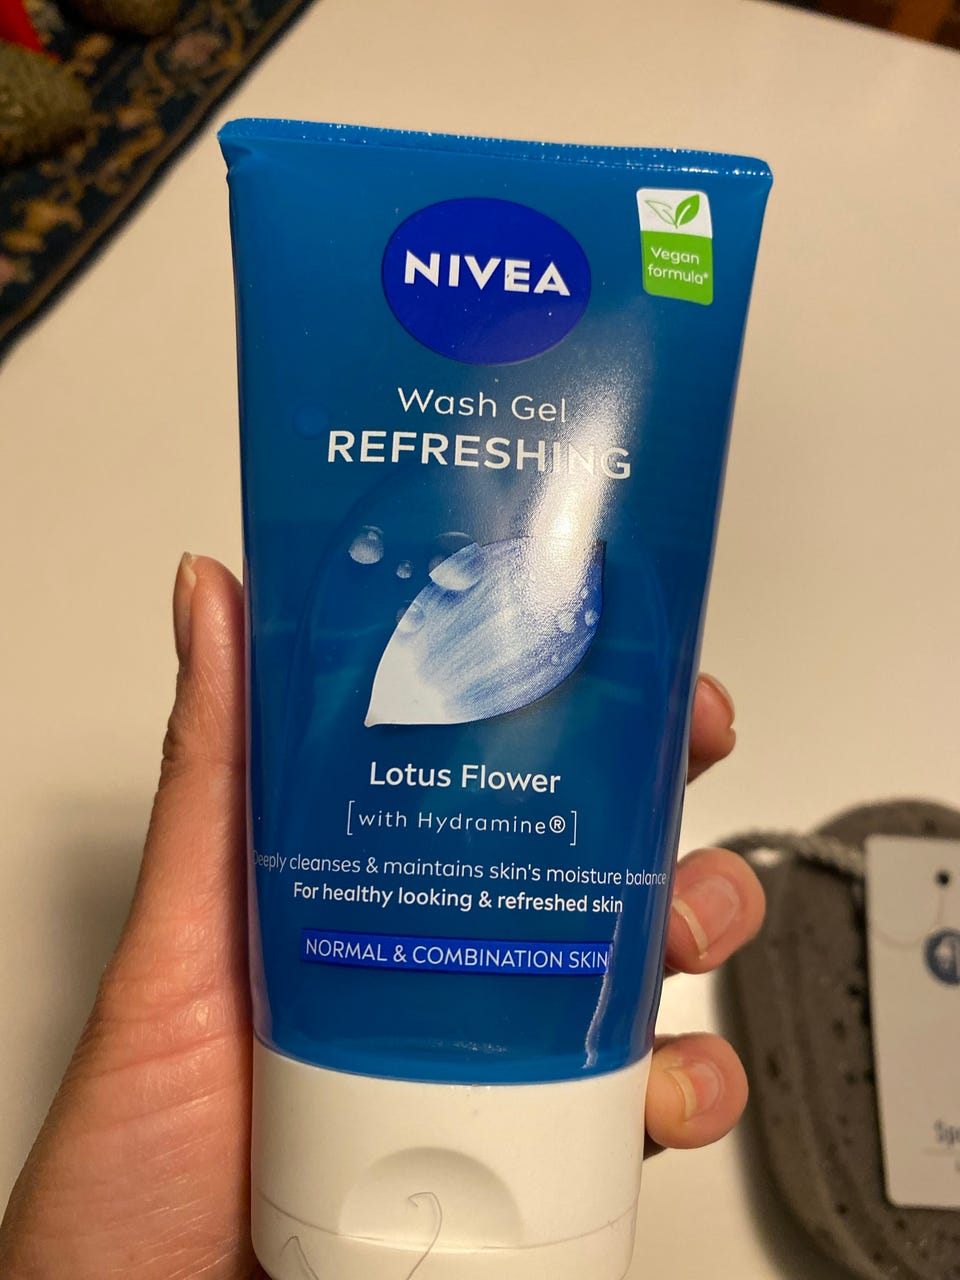 NIVEA
Vegan
formula*
Wash Gel
REFRESHING
Lotus Flower
[with Hydramine®]
Deeply cleanses & maintains skin's moisture balance
For healthy looking & refreshed skin
NORMAL & COMBINATION SKIN